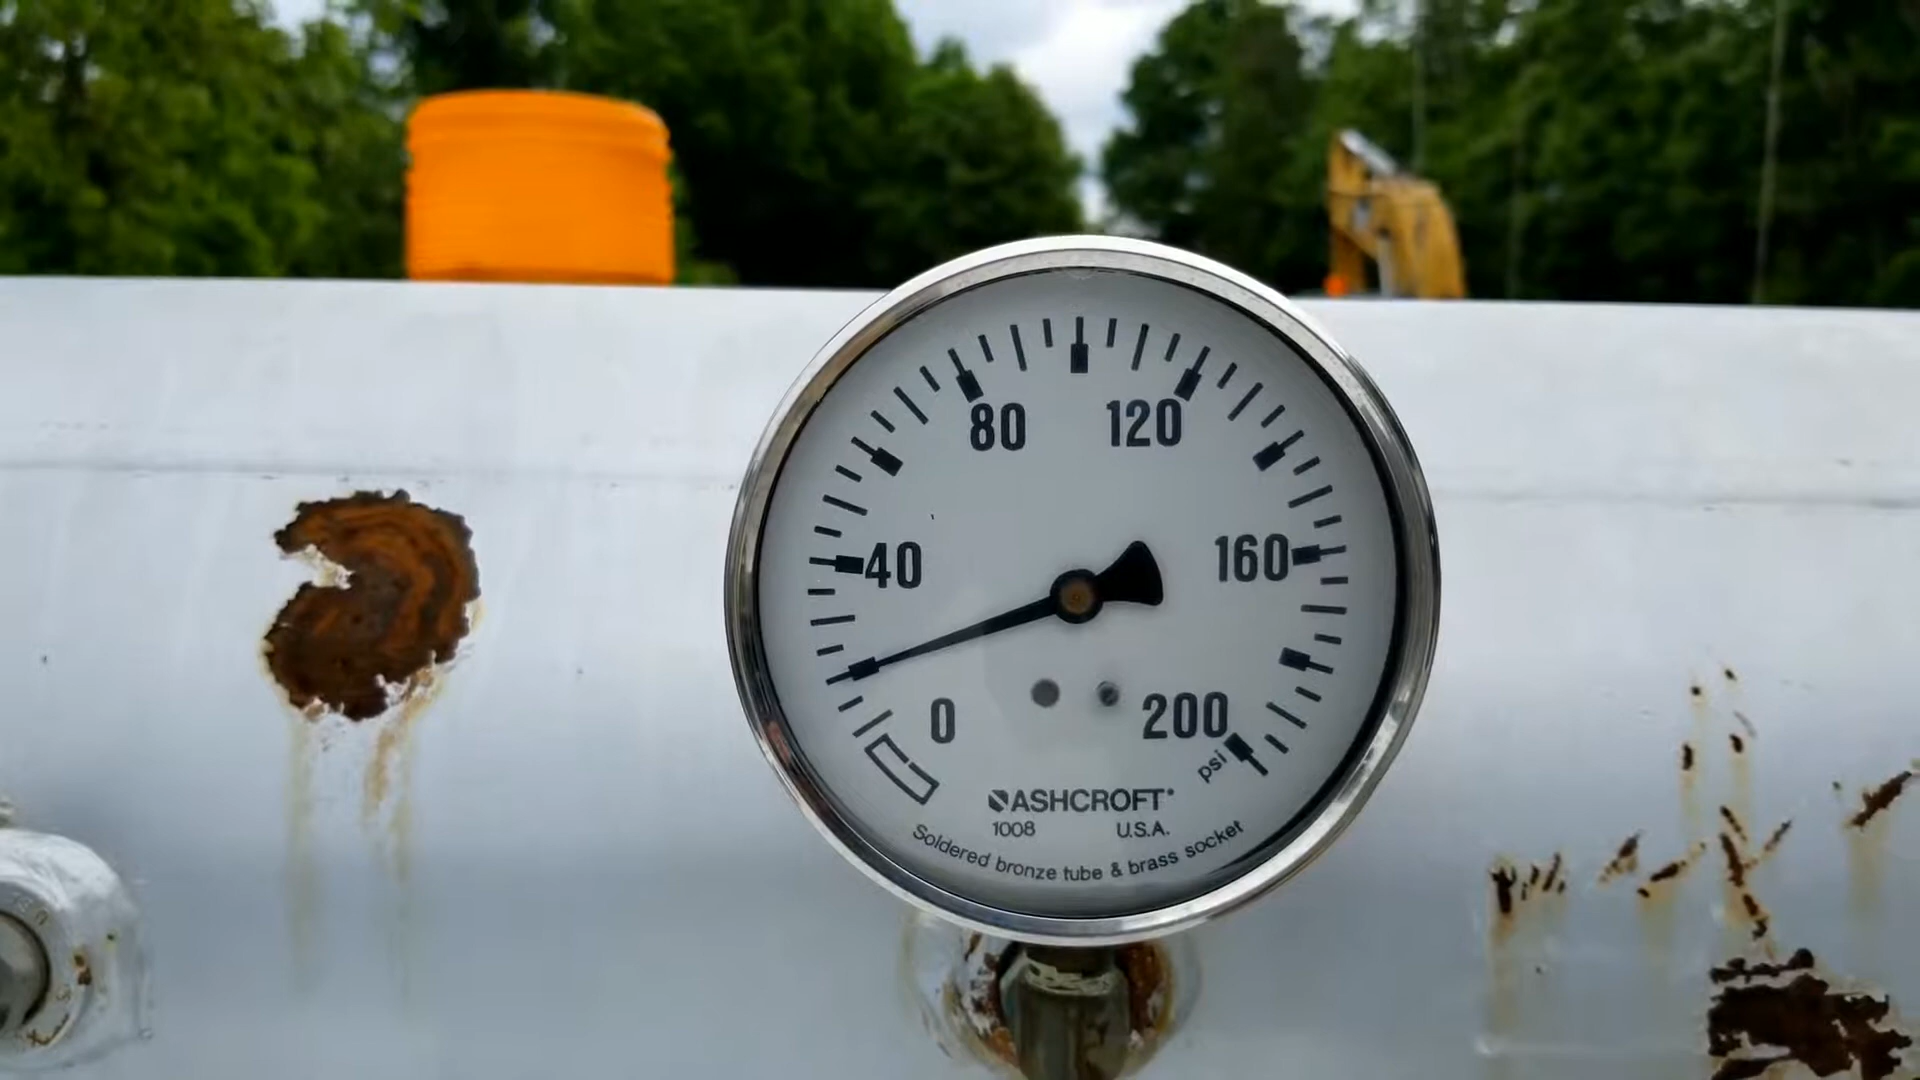 80 120
40 160
0 200
psi
ASHCROFT
1008 U.S.A.
Soldered bronze tube & brass socket